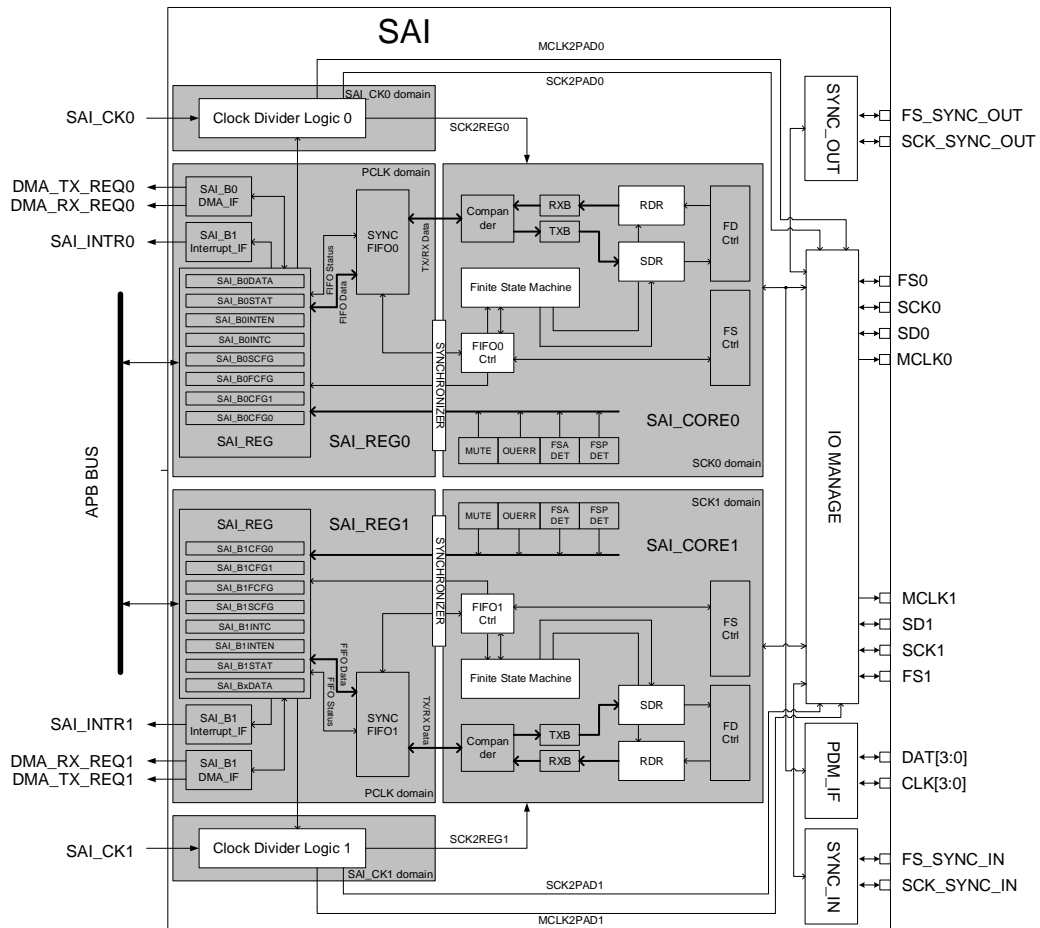 SAI
MCLK2PAD0
SCK2PAD0
SAI_CK0 domain
SAI_CK0
Clock Divider Logic 0
SCK2REG0
SYNC_OUT
FS_SYNC_OUT
SCK_SYNC_OUT
PCLK domain
DMA_TX_REQ0
DMA_RX_REQ0
SAI_B0
DMA_IF
SAI_INTR0
SAI_B1
Interrupt_IF
SYNC
FIFO0
FIFO Status
FIFO Data
TX/RX Data
Compa
nder
RXB
TXB
RDR
SDR
FD
Ctrl
Finite State Machine
FIFO0
Ctrl
FS
Ctrl
SAI_B0DATA
SAI_B0STAT
SAI_B0INTEN
SAI_B0INTC
SAI_B0SCFG
SAI_B0FCFG
SAI_B0CFG1
SAI_B0CFG0
SAI_REG
SAI_REG0
SYNCHRONIZER
SAI_CORE0
MUTE
OUERR
FSA
DET
FSP
DET
SCK0 domain
FS0
SCK0
SD0
MCLK0
IO MANAGE
APB BUS
SAI_REG
SAI_REG1
SAI_B1CFG0
SAI_B1CFG1
SAI_B1FCFG
SAI_B1SCFG
SAI_B1INTC
SAI_B1INTEN
SAI_B1STAT
SAI_BxDATA
SYNCHRONIZER
SCK1 domain
MUTE
OUERR
FSA
DET
FSP
DET
SAI_CORE1
FIFO1
Ctrl
FS
Ctrl
Finite State Machine
FIFO Data
FIFO Status
SYNC
FIFO1
TX/RX Data
Compa
nder
TXB
RXB
SDR
RDR
FD
Ctrl
MCLK1
SD1
SCK1
FS1
SAI_INTR1
SAI_B1
Interrupt_IF
DMA_RX_REQ1
DMA_TX_REQ1
SAI_B1
DMA_IF
PCLK domain
PDM_IF
DAT[3:0]
CLK[3:0]
SAI_CK1
Clock Divider Logic 1
SCK2REG1
SAI_CK1 domain
SCK2PAD1
MCLK2PAD1
SYNC_IN
FS_SYNC_IN
SCK_SYNC_IN